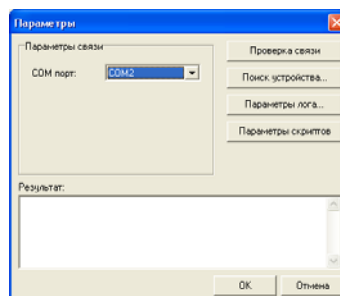 Параметры
Параметры связи
COM порт:
COM2
Проверка связи
Поиск устройства...
Параметры лога...
Параметры скриптов
Результат:
OK
Отмена